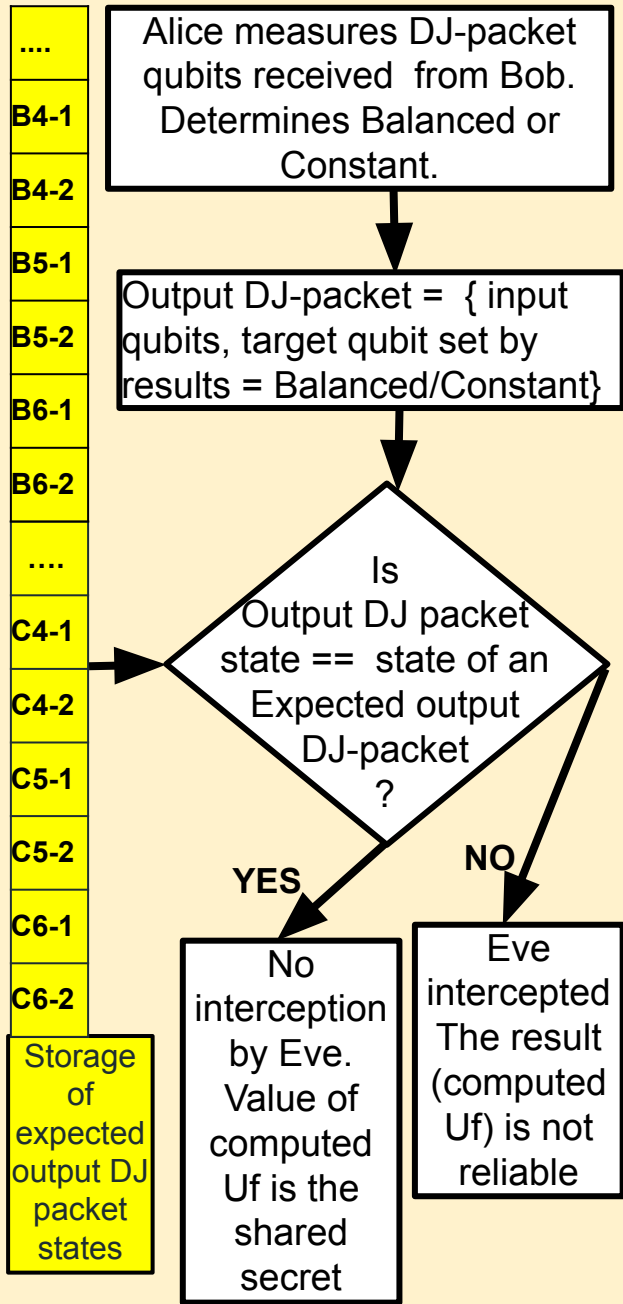 ....
B4-1
B4-2
B5-1
B5-2
B6-1
B6-2
....
C4-1
C4-2
C5-1
C5-2
C6-1
C6-2
Storage
of
expected
output DJ
packet
states
Alice measures DJ-packet
qubits received from Bob.
Determines Balanced or
Constant.
Output DJ-packet = { input
qubits, target qubit set by
results = Balanced/Constant}
Is
Output DJ packet
state == state of an
Expected output
DJ-packet
?
YES
NO
No
interception
by Eve.
Value of
computed
Uf is the
shared
secret
Eve
intercepted
The result
(computed
Uf) is not
reliable